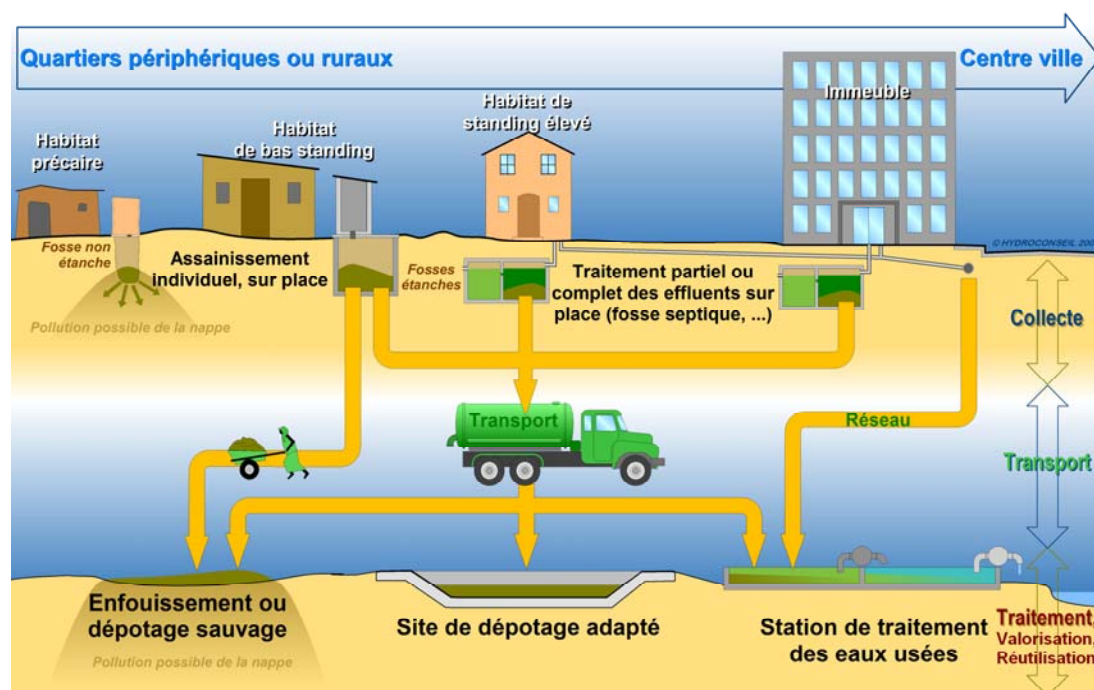 Quartiers périphériques ou ruraux
Centre ville
Habitat
précaire
Habitat
de bas standing
Habitat de
standing élevé
Immeuble
Fosse non
étanche
Assainissement
individuel, sur place
Fosses
étanches
Traitement partiel ou
complet des effluents sur
place (fosse septique, ...)
© HYDROCONSEIL
Pollution possible de la nappe
Collecte
Transport
Réseau
Transport
Enfouissement ou
dépotage sauvage
Pollution possible de la nappe
Site de dépotage adapté
Station de traitement
des eaux usées
Traitement,
Valorisation,
Réutilisation